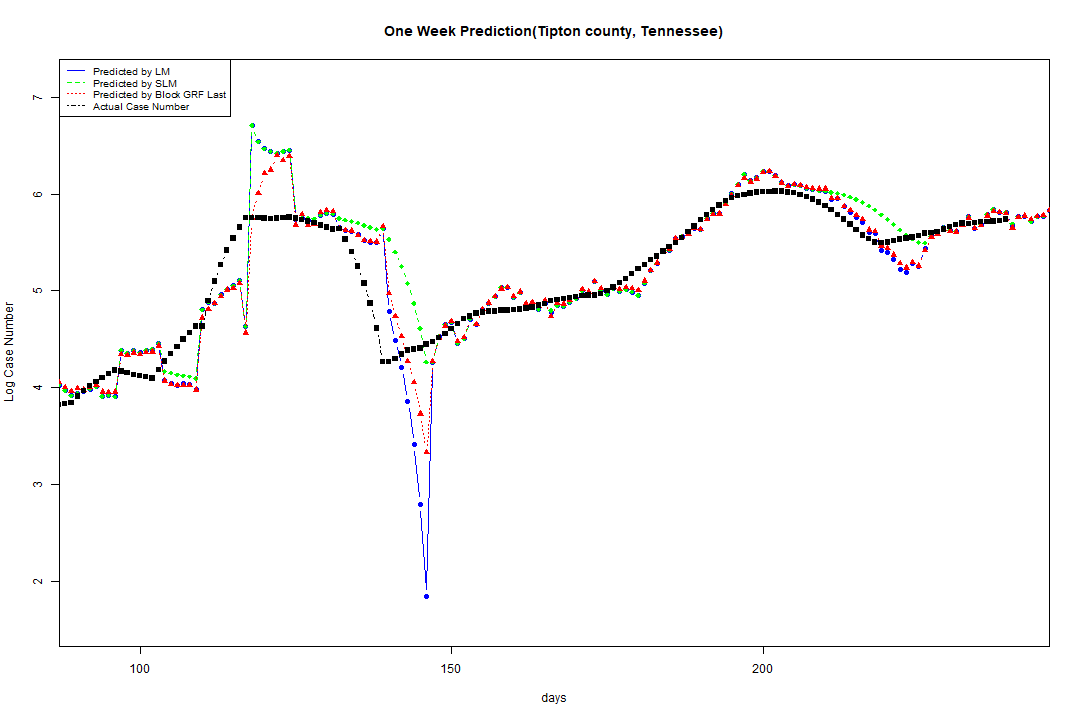 One Week Prediction(Tipton county, Tennessee)
Predicted by LM
Predicted by SLM
Predicted by Block GRF Last
Actual Case Number
7
6
5
4
3
2
Log Case Number
100 150 200
days